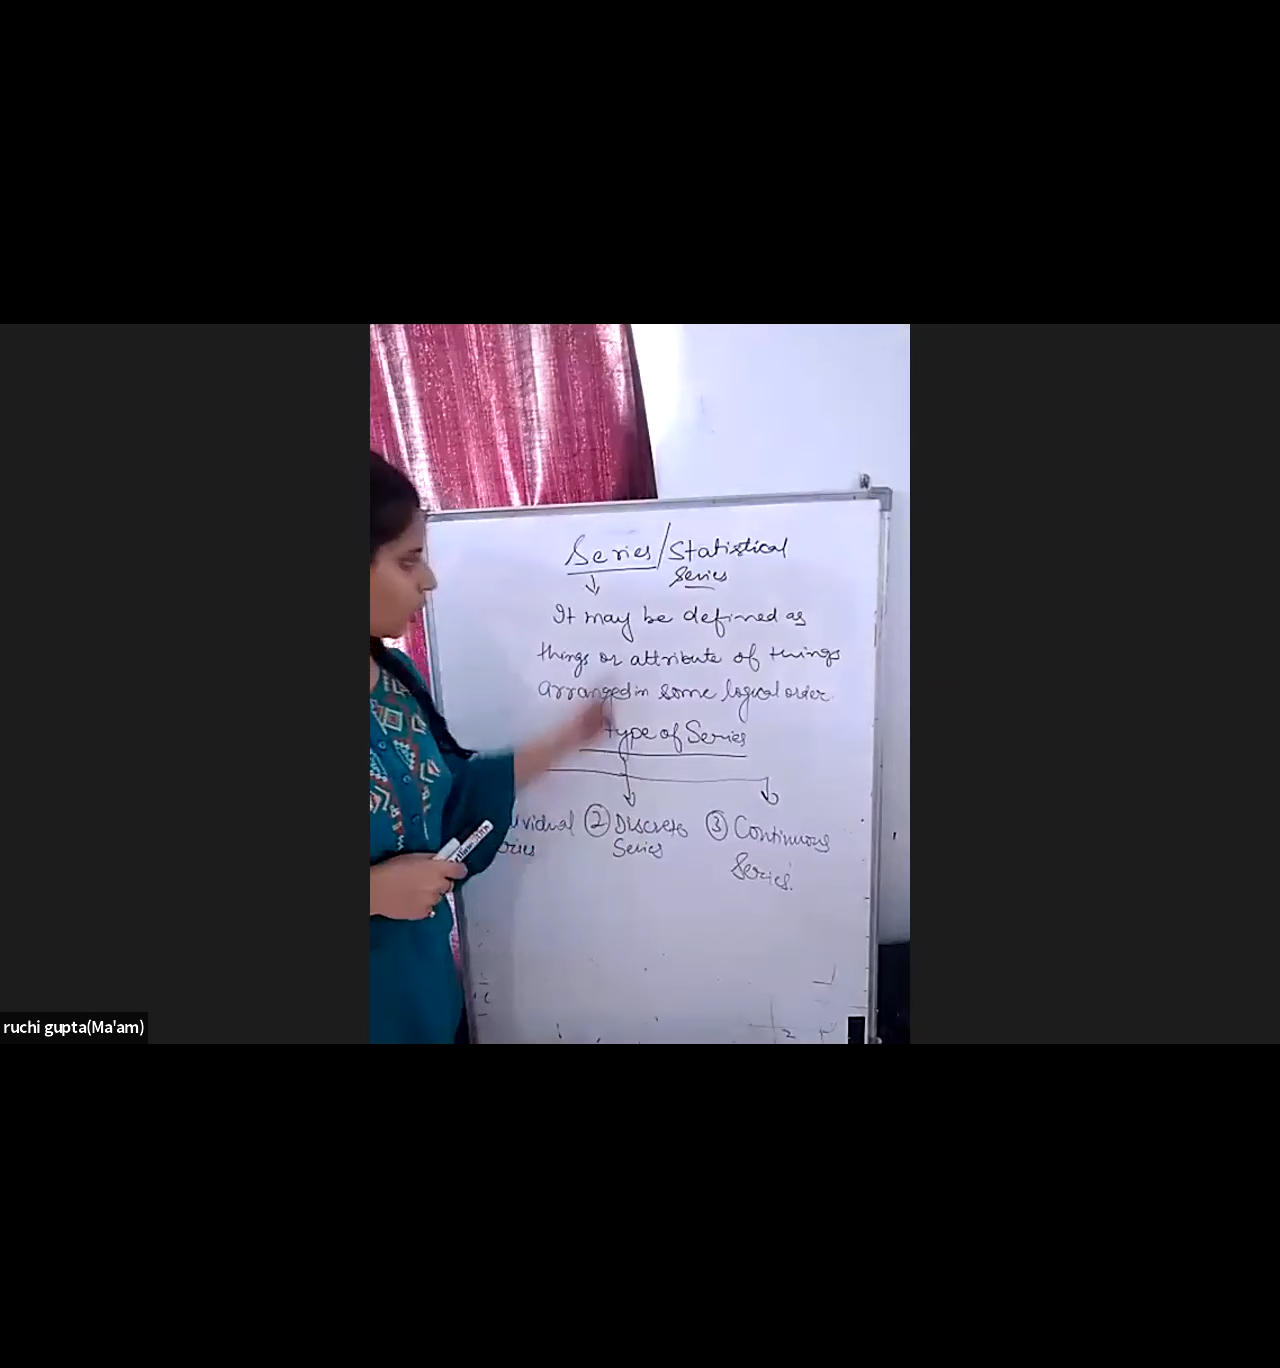 Series/Statistical
Series
It may be defined as
things or attribute of things
arranged in some logical order.
type of Series
② Discrete ③ Continuous
Series
Series.
ruchi gupta(Ma'am)